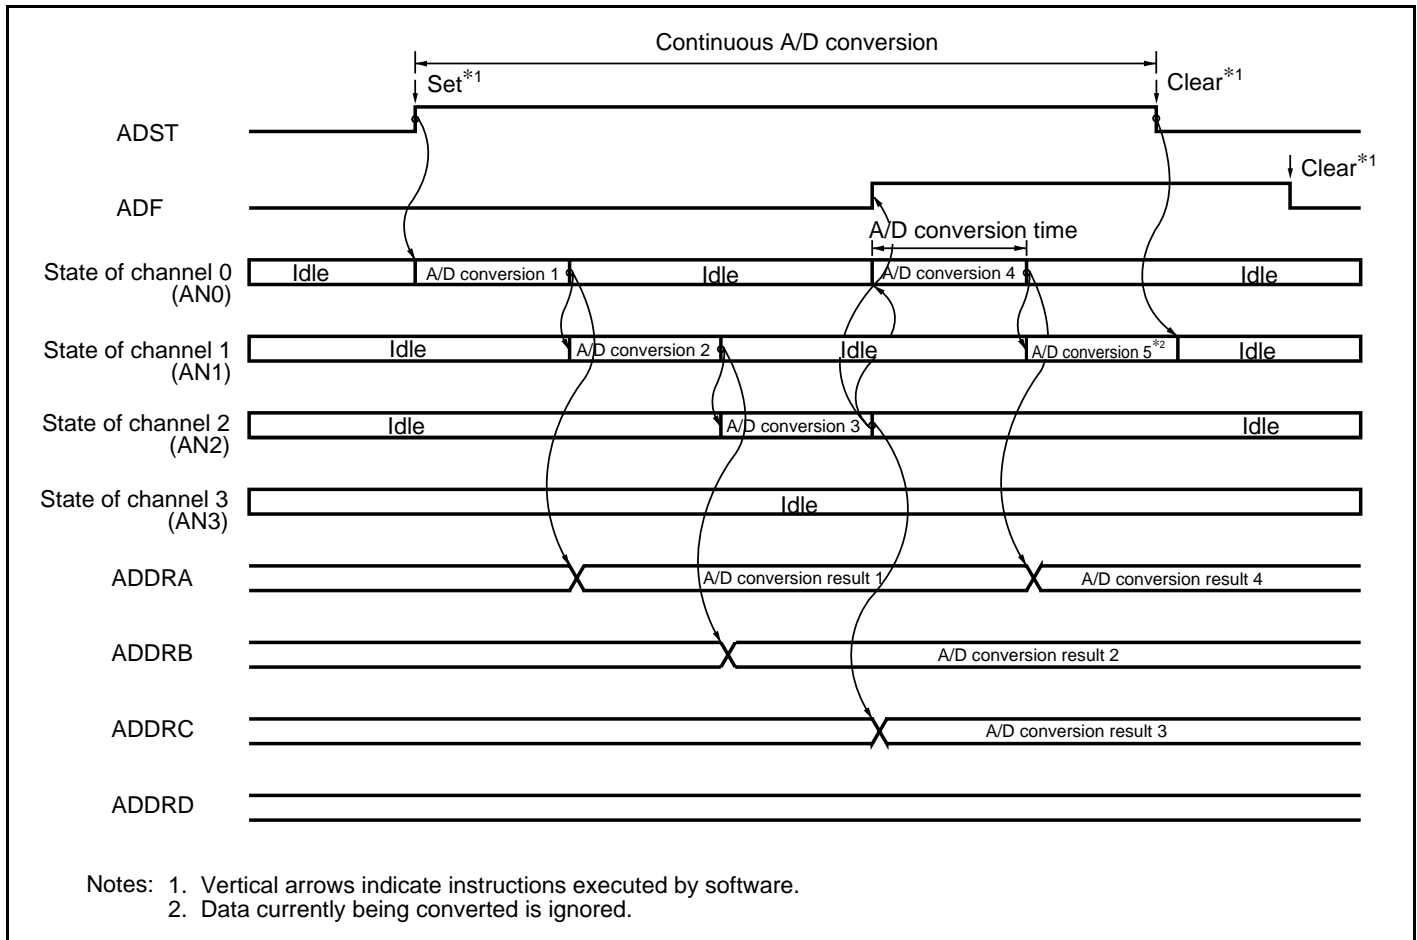 Continuous A/D conversion
Set*1
Clear*1
ADST
Clear*1
ADF
A/D conversion time
State of channel 0
(AN0)
Idle
A/D conversion 1
Idle
A/D conversion 4
Idle
State of channel 1
(AN1)
Idle
A/D conversion 2
Idle
A/D conversion 5*2
Idle
State of channel 2
(AN2)
Idle
A/D conversion 3
Idle
State of channel 3
(AN3)
Idle
ADDRA
A/D conversion result 1
A/D conversion result 4
ADDRB
A/D conversion result 2
ADDRC
A/D conversion result 3
ADDRD
Notes: 1. Vertical arrows indicate instructions executed by software.
2. Data currently being converted is ignored.